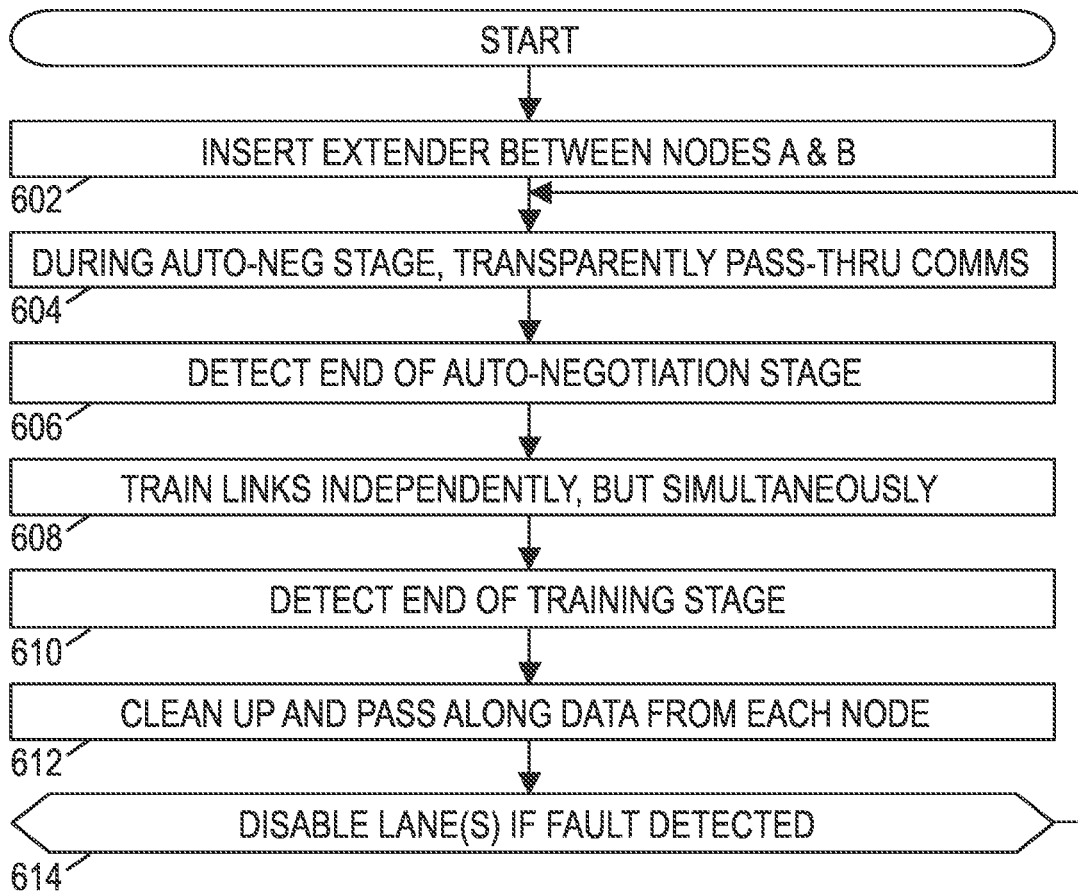 START
INSERT EXTENDER BETWEEN NODES A & B
602
DURING AUTO-NEG STAGE, TRANSPARENTLY PASS-THRU COMMS
604
DETECT END OF AUTO-NEGOTIATION STAGE
606
TRAIN LINKS INDEPENDENTLY, BUT SIMULTANEOUSLY
608
DETECT END OF TRAINING STAGE
610
CLEAN UP AND PASS ALONG DATA FROM EACH NODE
612
DISABLE LANE(S) IF FAULT DETECTED
614